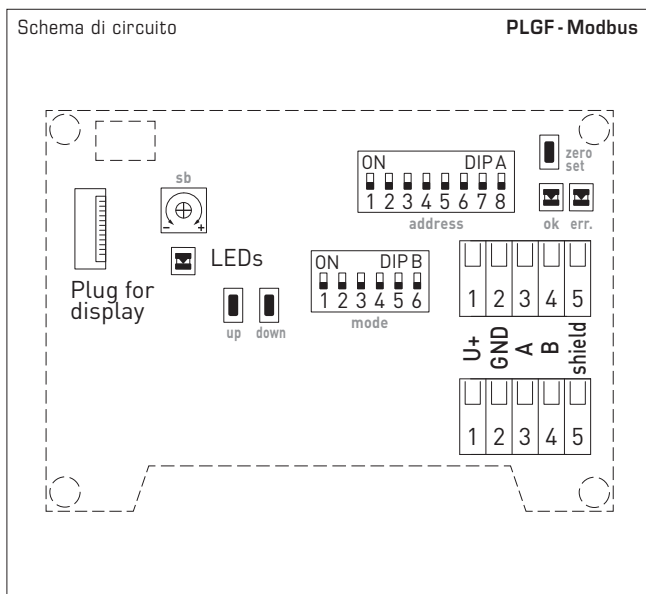 Schema di circuito
PLGF - Modbus
ON DIP A
1 2 3 4 5 6 7 8
address
zero
set
ok err.
sb
- +
LEDs
Plug for
display
up down
ON DIP B
1 2 3 4 5 6
mode
1 2 3 4 5
U+
GND
A
B
shield
1 2 3 4 5